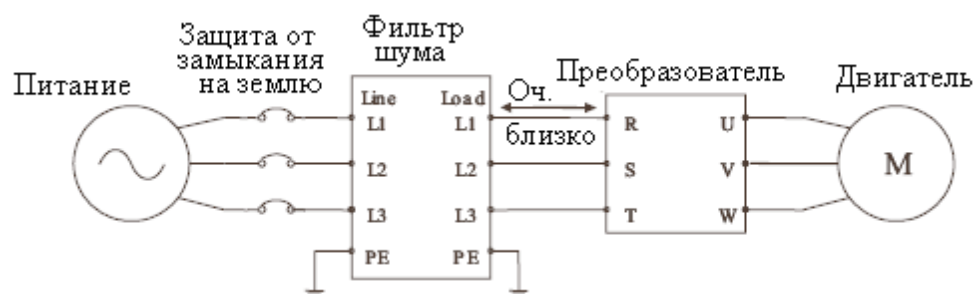 Питание
Защита от
замыкания
на землю
Фильтр
шума
Оч.
близко
Преобразователь
Двигатель
Line Load
L1 L1
L2 L2
L3 L3
PE PE
R U
S V
T W
M